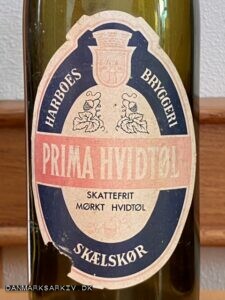 HARBOES BRYGGERI
PRIMA HVIDTØL
SKATTEFRIT
MØRKT HVIDTØL
SKÆLSKØR
DANMARKSARKIV.DK